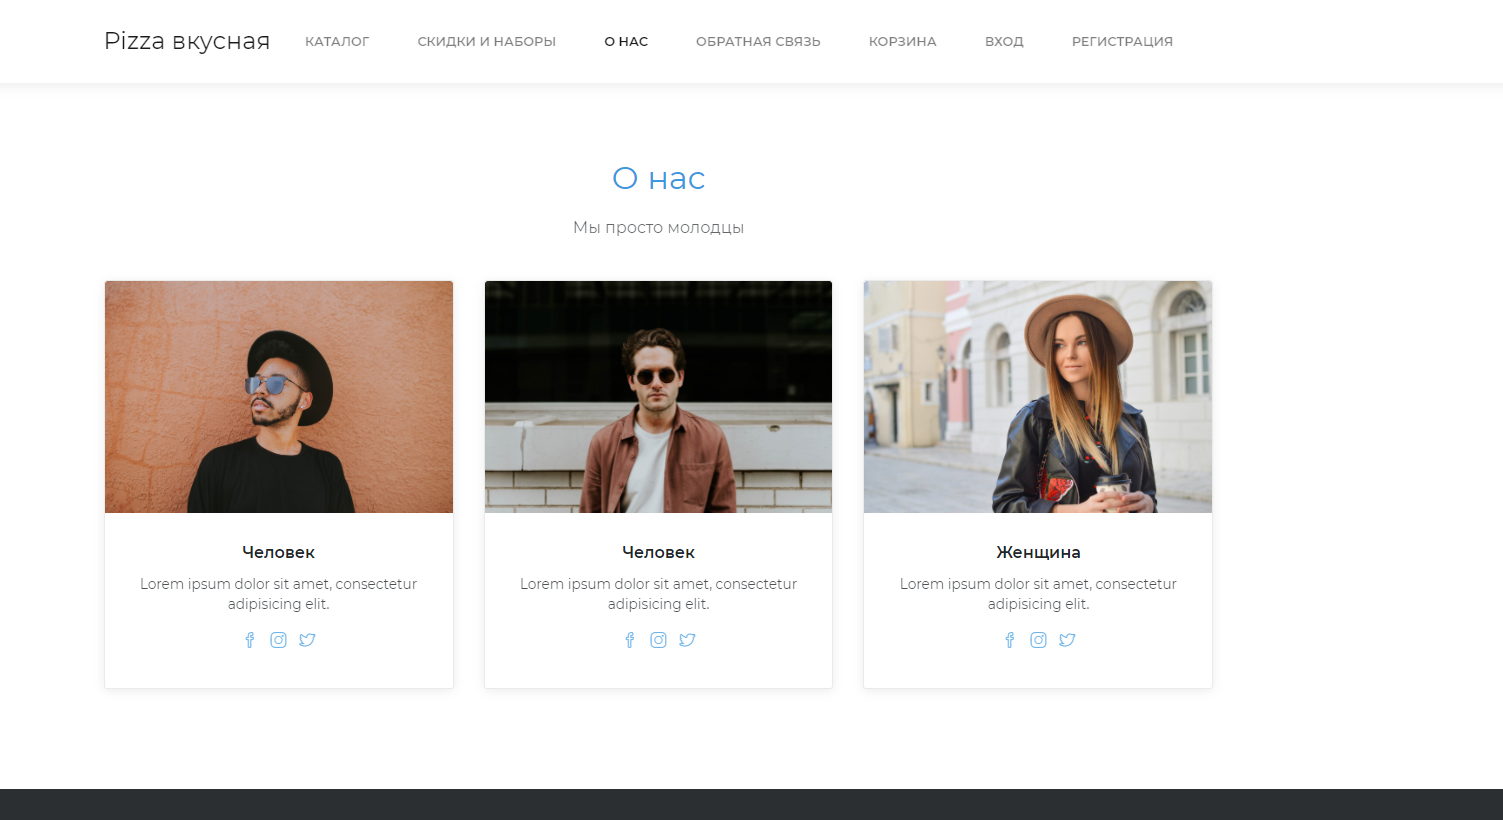 Pizza вкусная
КАТАЛОГ
СКИДКИ И НАБОРЫ
О НАС
ОБРАТНАЯ СВЯЗЬ
КОРЗИНА
ВХОД
РЕГИСТРАЦИЯ
О нас
Мы просто молодцы
Человек
Lorem ipsum dolor sit amet, consectetur
adipisicing elit.
Человек
Lorem ipsum dolor sit amet, consectetur
adipisicing elit.
Женщина
Lorem ipsum dolor sit amet, consectetur
adipisicing elit.